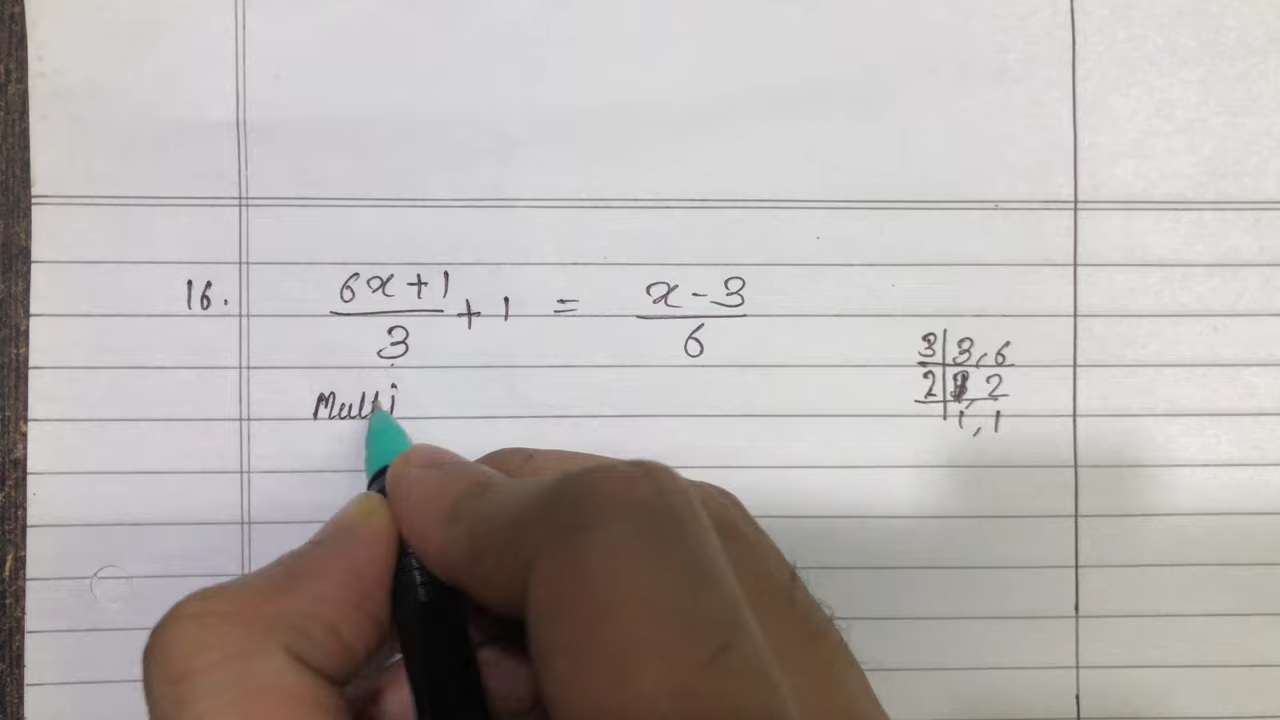 16. (6x+1)/3 + 1 = (x-3)/6
3|3,6
2|1,2
1,1
Multi